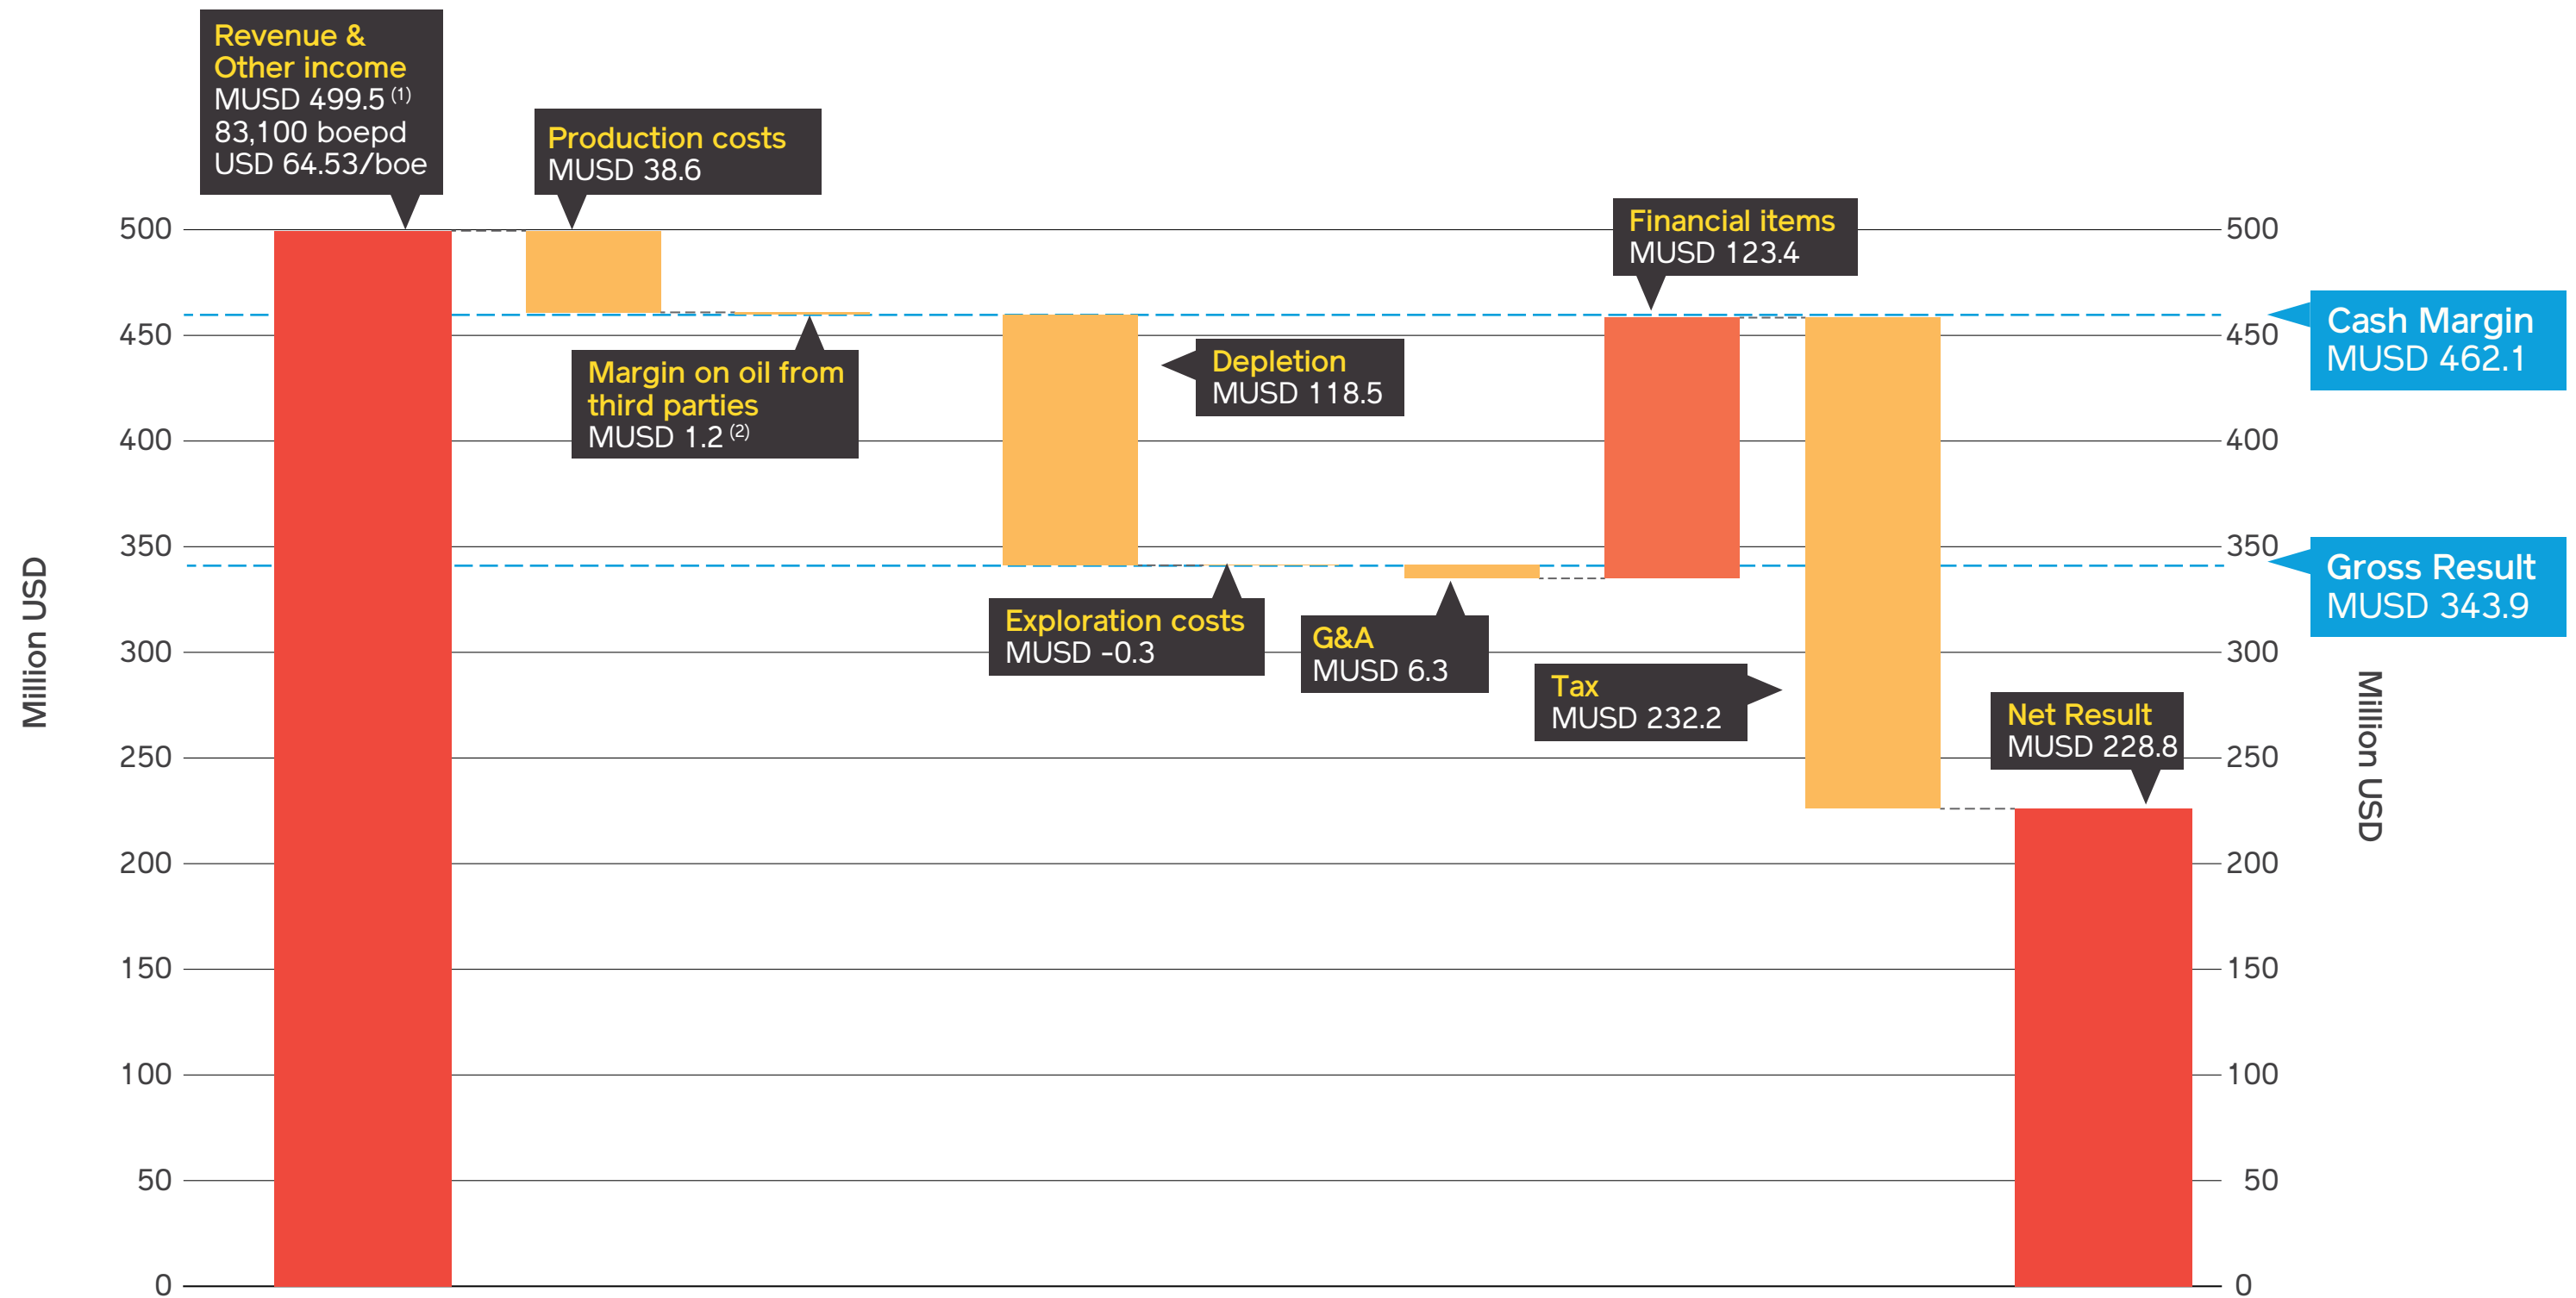 Revenue &
Other income
MUSD 499.5 (1)
83,100 boepd
USD 64.53/boe
Production costs
MUSD 38.6
Margin on oil from
third parties
MUSD 1.2 (2)
Depletion
MUSD 118.5
Exploration costs
MUSD -0.3
G&A
MUSD 6.3
Financial items
MUSD 123.4
Tax
MUSD 232.2
Net Result
MUSD 228.8
Cash Margin
MUSD 462.1
Gross Result
MUSD 343.9
Million USD
500
450
400
350
300
250
200
150
100
50
0
500
450
400
350
300
250
200
150
100
50
0
Million USD